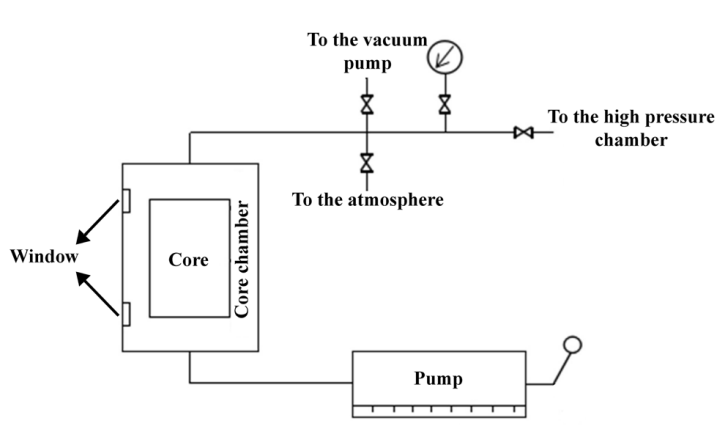 To the vacuum
pump
To the high pressure
chamber
To the atmosphere
Window
Core
Core chamber
Pump